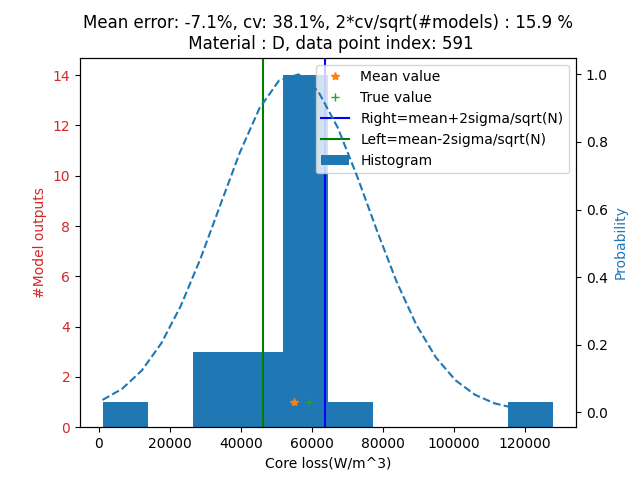 Mean error: -7.1%, cv: 38.1%, 2*cv/sqrt(#models) : 15.9 %
Material : D, data point index: 591
Mean value
True value
Right=mean+2sigma/sqrt(N)
Left=mean-2sigma/sqrt(N)
Histogram
#Model outputs
14
12
10
8
6
4
2
0
Probability
1.0
0.8
0.6
0.4
0.2
0.0
0 20000 40000 60000 80000 100000 120000
Core loss(W/m^3)